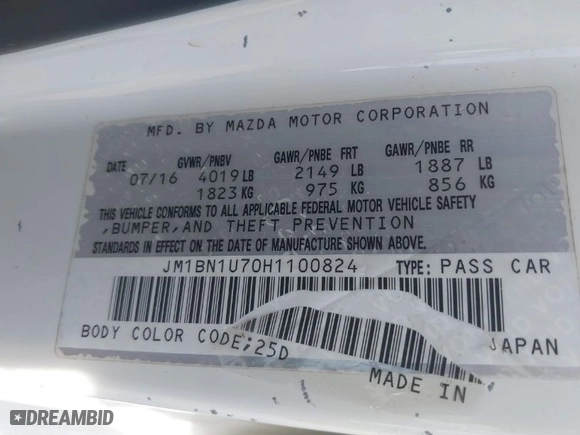 MFD. BY MAZDA MOTOR CORPORATION
DATE GVWR/PNBV GAWR/PNBE FRT GAWR/PNBE RR
07/16 4019 LB 2149 LB 1887 LB
1823 KG 975 KG 856 KG
THIS VEHICLE CONFORMS TO ALL APPLICABLE FEDERAL MOTOR VEHICLE SAFETY
,BUMPER,AND THEFT PREVENTION
STANDARDS IN EFFECT ON THE DATE OF MANUFACTURE SHOWN ABOVE.
JM1BN1U70H1100824 TYPE: PASS CAR
BODY COLOR CODE;25D
MADE IN JAPAN
DREAMBID